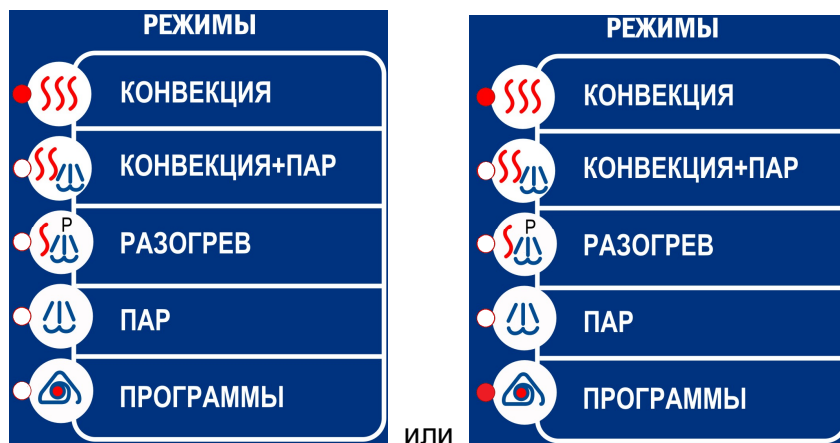 РЕЖИМЫ
КОНВЕКЦИЯ
КОНВЕКЦИЯ+ПАР
P
РАЗОГРЕВ
ПАР
ПРОГРАММЫ
или
РЕЖИМЫ
КОНВЕКЦИЯ
КОНВЕКЦИЯ+ПАР
P
РАЗОГРЕВ
ПАР
ПРОГРАММЫ